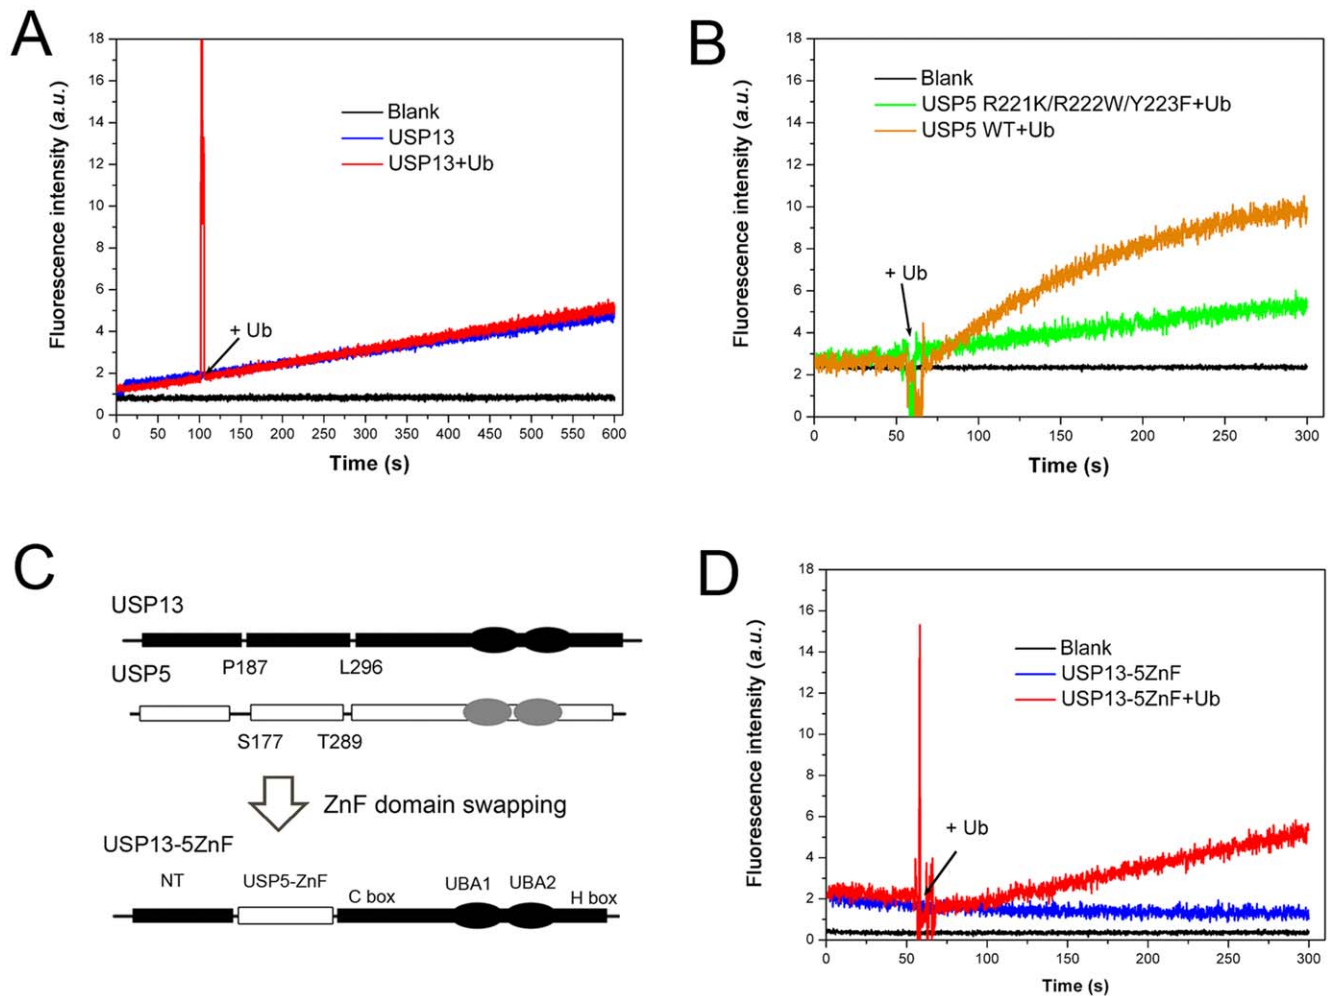 A
18
16
14
12
10
8
6
4
2
0
Fluorescence intensity (a.u.)
Blank
USP13
USP13+Ub
+ Ub
0 50 100 150 200 250 300 350 400 450 500 550 600
Time (s)
B
18
16
14
12
10
8
6
4
2
0
Fluorescence intensity (a.u.)
Blank
USP5 R221K/R222W/Y223F+Ub
USP5 WT+Ub
+ Ub
0 50 100 150 200 250 300
Time (s)
C
USP13
P187 L296
USP5
S177 T289
ZnF domain swapping
USP13-5ZnF
NT USP5-ZnF C box UBA1 UBA2 H box
D
18
16
14
12
10
8
6
4
2
0
Fluorescence intensity (a.u.)
Blank
USP13-5ZnF
USP13-5ZnF+Ub
+ Ub
0 50 100 150 200 250 300
Time (s)